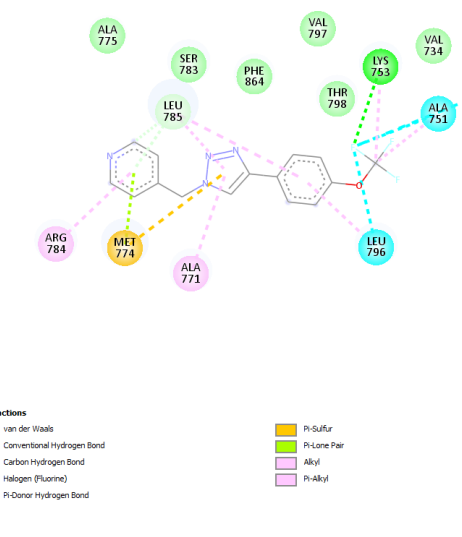 ALA
775
SER
783
VAL
797
VAL
734
PHE
864
LYS
753
THR
798
ALA
751
LEU
785
N
N
N
N
O
F
ARG
784
MET
774
ALA
771
LEU
796
ctions
van der Waals
Conventional Hydrogen Bond
Carbon Hydrogen Bond
Halogen (Fluorine)
Pi-Donor Hydrogen Bond
Pi-Sulfur
Pi-Lone Pair
Alkyl
Pi-Alkyl